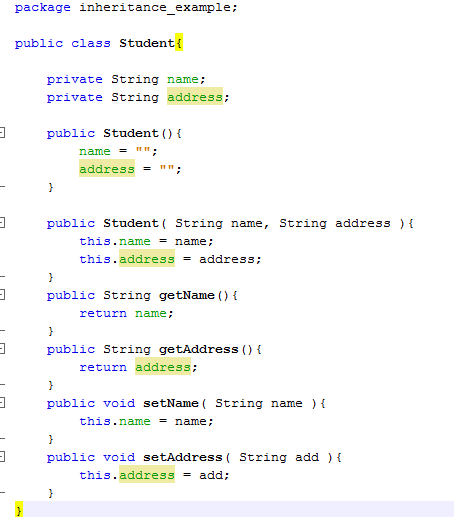 package inheritance_example;
public class Student{
private String name;
private String address;
public Student(){
name = "";
address = "";
}
public Student( String name, String address ){
this.name = name;
this.address = address;
}
public String getName(){
return name;
}
public String getAddress(){
return address;
}
public void setName( String name ){
this.name = name;
}
public void setAddress( String add ){
this.address = add;
}
}